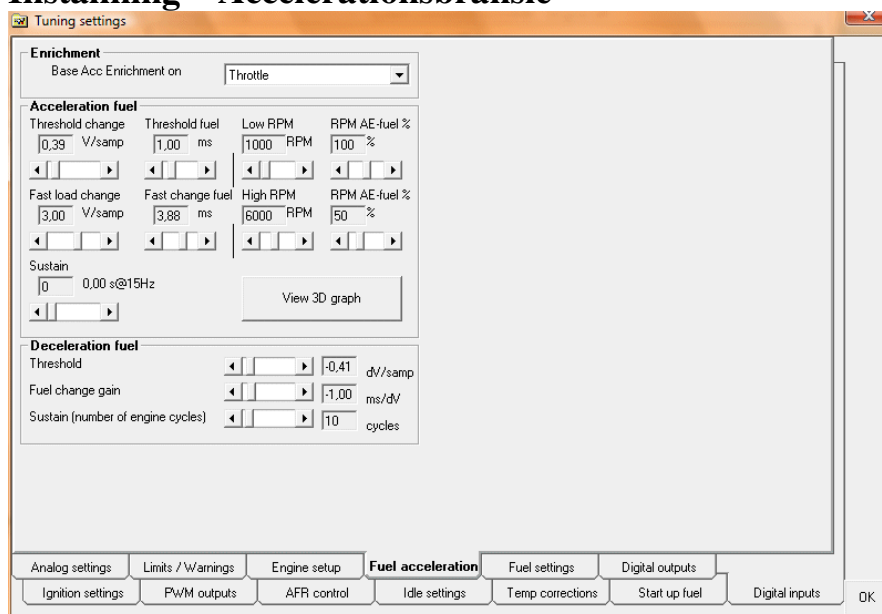 Tuning settings
Enrichment
Base Acc Enrichment on Throttle
Acceleration fuel
Threshold change Threshold fuel Low RPM RPM AE-fuel %
0,39 V/samp 1,00 ms 1000 RPM 100 %
Fast load change Fast change fuel High RPM RPM AE-fuel %
3,00 V/samp 3,88 ms 6000 RPM 50 %
Sustain
0 0,00 s@15Hz
View 3D graph
Deceleration fuel
Threshold -0,41 dV/samp
Fuel change gain -1,00 ms/dV
Sustain (number of engine cycles) 10 cycles
Analog settings Limits / Warnings Engine setup Fuel acceleration Fuel settings Digital outputs
Ignition settings PWM outputs AFR control Idle settings Temp corrections Start up fuel Digital inputs OK